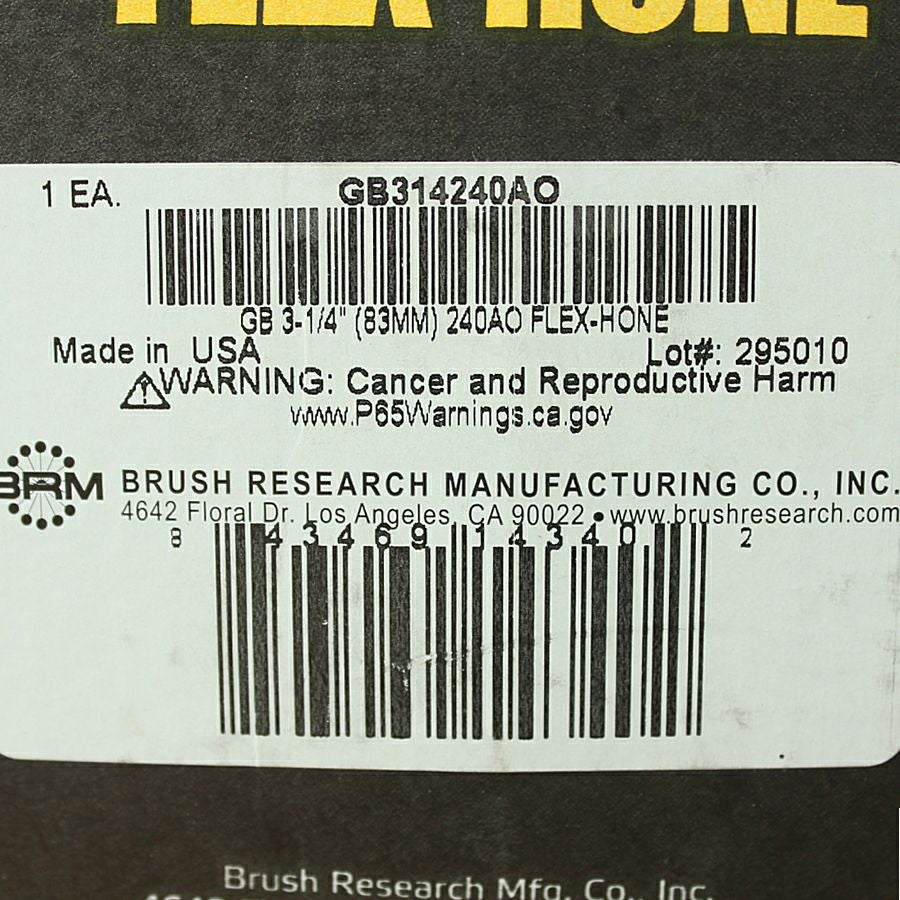 FLEX-HONE
1 EA. GB314240AO
GB 3-1/4" (83MM) 240AO FLEX-HONE
Made in USA Lot#: 295010
WARNING: Cancer and Reproductive Harm
www.P65Warnings.ca.gov
BRM BRUSH RESEARCH MANUFACTURING CO., INC.
4642 Floral Dr. Los Angeles, CA 90022 • www.brushresearch.com
8 43469 14340 2
Brush Research Mfg. Co., Inc.